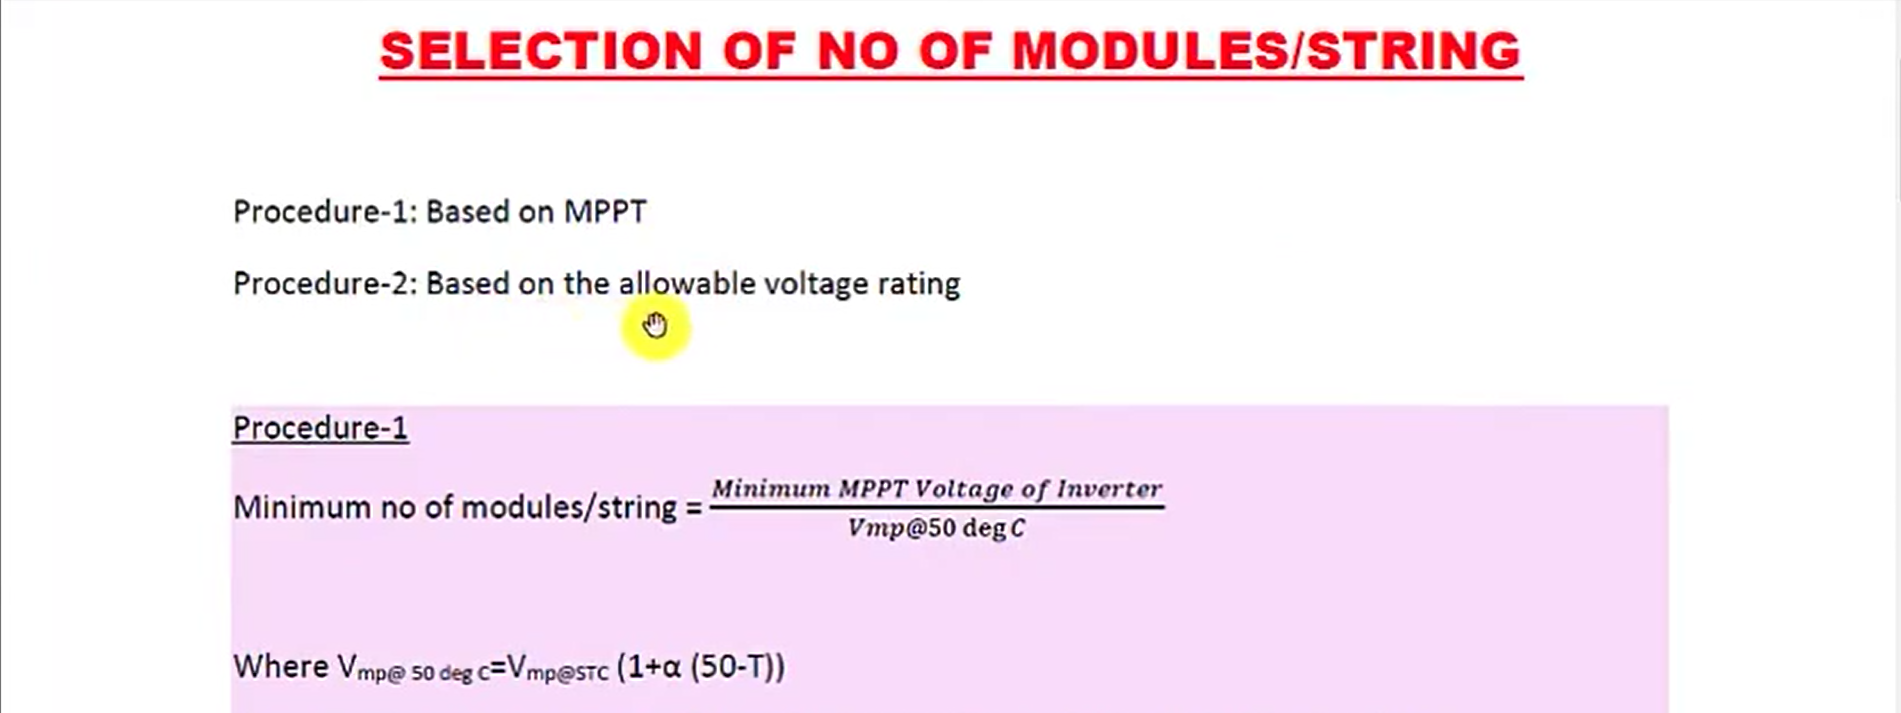 SELECTION OF NO OF MODULES/STRING
Procedure-1: Based on MPPT
Procedure-2: Based on the allowable voltage rating
Procedure-1
Minimum no of modules/string = Minimum MPPT Voltage of Inverter / Vmp@50 deg C
Where Vmp@ 50 deg C=Vmp@STC (1+α (50-T))